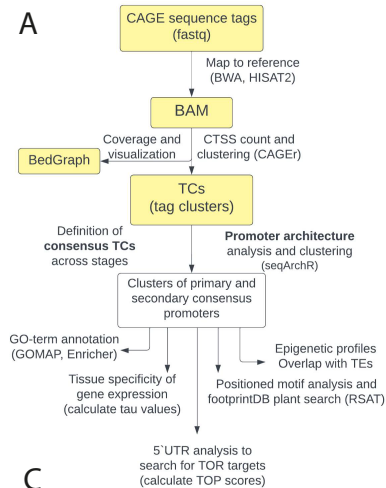 A
CAGE sequence tags
(fastq)
Map to reference
(BWA, HISAT2)
BAM
Coverage and
visualization
CTSS count and
clustering (CAGEr)
BedGraph
TCs
(tag clusters)
Definition of
consensus TCs
across stages
Promoter architecture
analysis and clustering
(seqArchR)
Clusters of primary and
secondary consensus
promoters
GO-term annotation
(GOMAP, Enricher)
Epigenetic profiles
Overlap with TEs
Tissue specificity of
gene expression
(calculate tau values)
Positioned motif analysis and
footprintDB plant search (RSAT)
5`UTR analysis to
search for TOR targets
(calculate TOP scores)
C